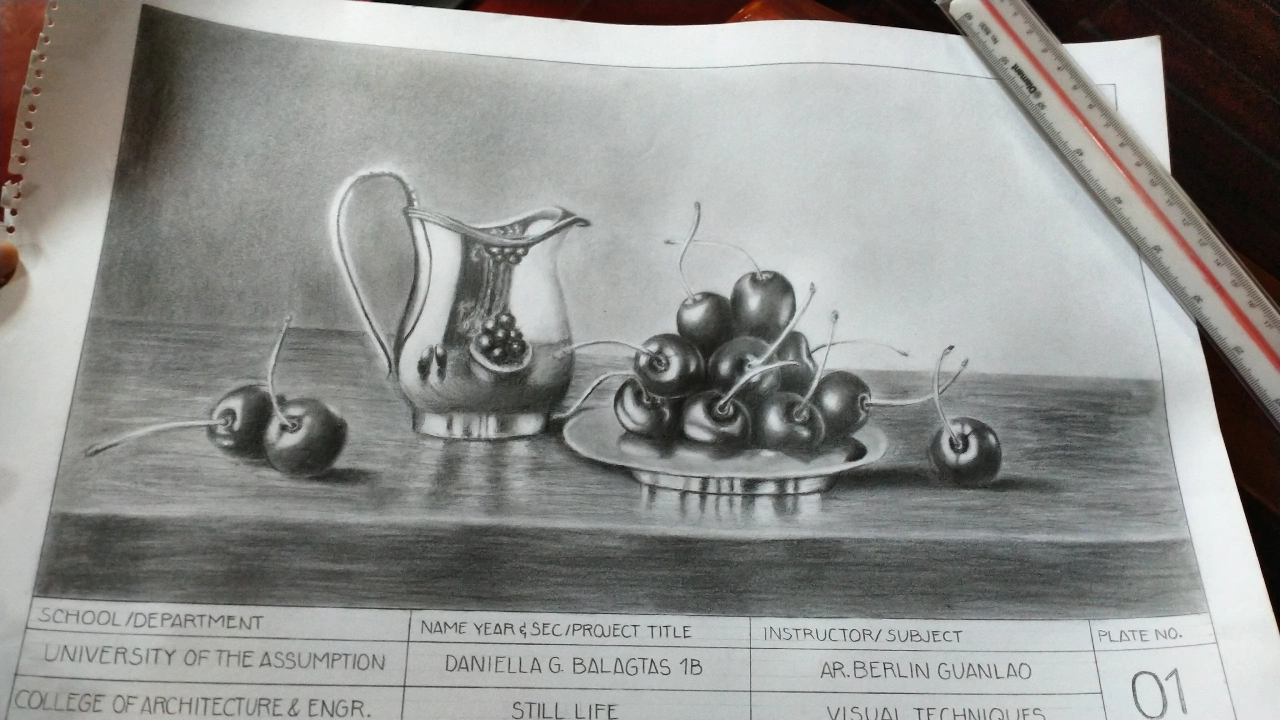 SCHOOL/DEPARTMENT
NAME YEAR & SEC/PROJECT TITLE
INSTRUCTOR/SUBJECT
PLATE NO.
UNIVERSITY OF THE ASSUMPTION
DANIELLA G. BALAGTAS 1B
AR.BERLIN GUANLAO
01
COLLEGE OF ARCHITECTURE & ENGR.
STILL LIFE
VISUAL TECHNIQUES